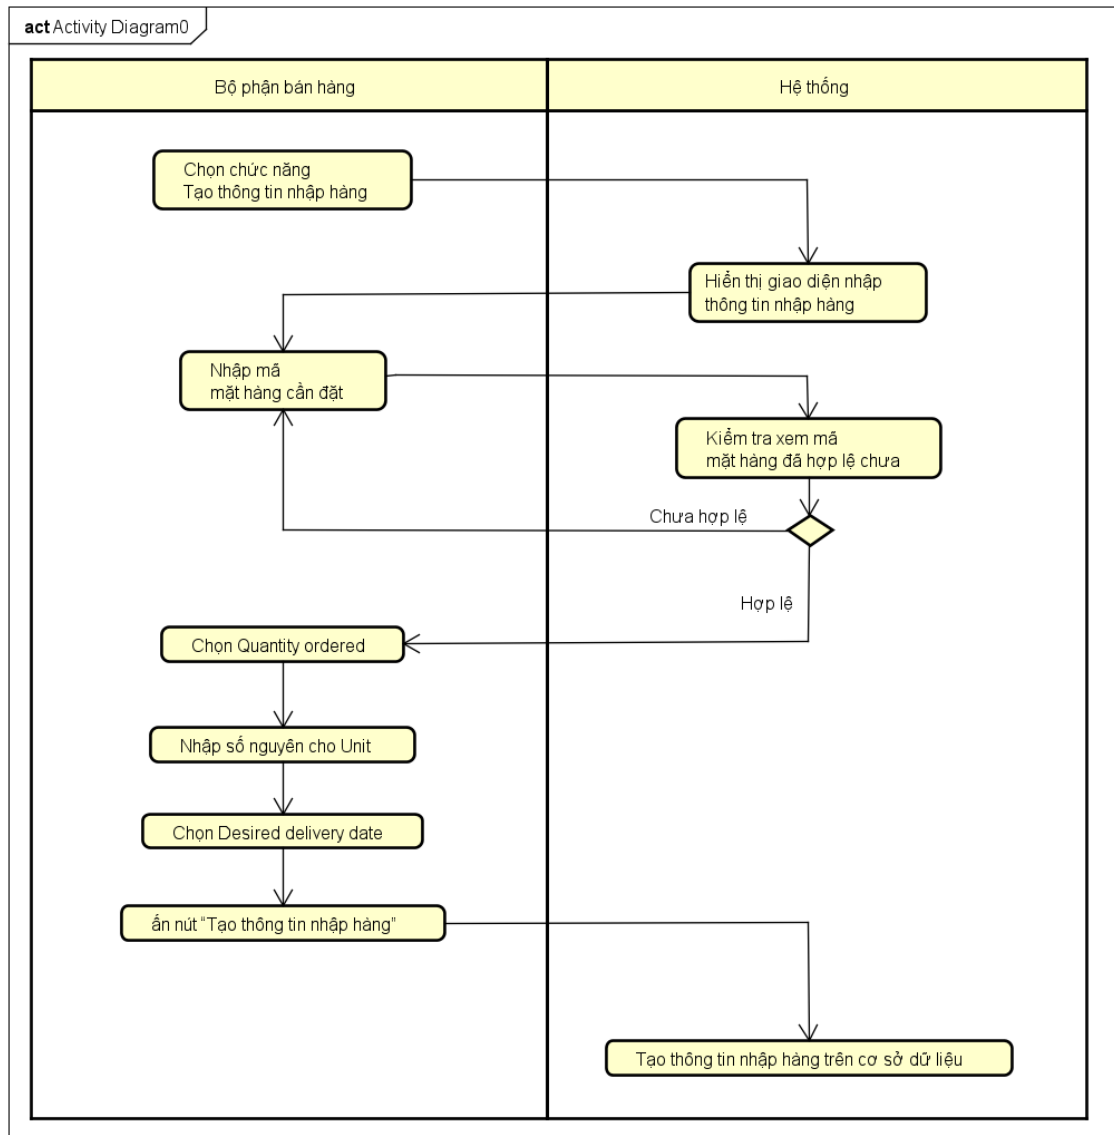 act Activity Diagram0
Bộ phận bán hàng
Hệ thống
Chọn chức năng
Tạo thông tin nhập hàng
Hiển thị giao diện nhập
thông tin nhập hàng
Nhập mã
mặt hàng cần đặt
Kiểm tra xem mã
mặt hàng đã hợp lệ chưa
Chưa hợp lệ
Hợp lệ
Chọn Quantity ordered
Nhập số nguyên cho Unit
Chọn Desired delivery date
ấn nút “Tạo thông tin nhập hàng”
Tạo thông tin nhập hàng trên cơ sở dữ liệu